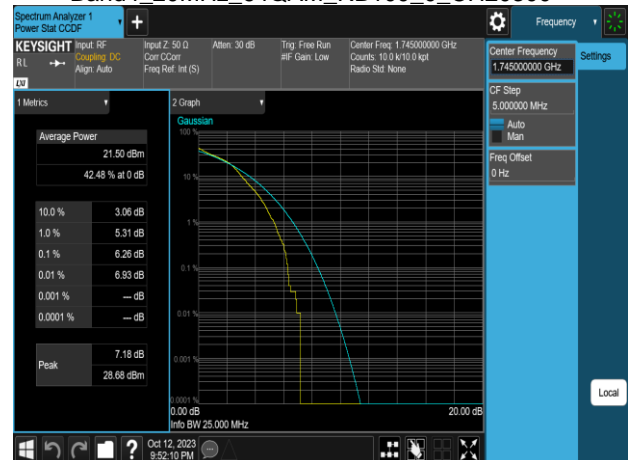 Spectrum Analyzer 1
Power Stat CCDF
Frequency
KEYSIGHT
Input: RF
Input Z: 50 Ω
Atten: 30 dB
Trig: Free Run
Center Freq: 1.745000000 GHz
RL
Coupling: DC
Corr CCorr
#IF Gain: Low
Counts: 10.0 k/10.0 kpt
Align: Auto
Freq Ref: Int (S)
Radio Std: None
LXI
Center Frequency
1.745000000 GHz
Settings
CF Step
5.000000 MHz
Auto
Man
Freq Offset
0 Hz
1 Metrics
2 Graph
Gaussian
Average Power
21.50 dBm
42.48 % at 0 dB
10.0 % 3.06 dB
1.0 % 5.31 dB
0.1 % 6.26 dB
0.01 % 6.93 dB
0.001 % --- dB
0.0001 % --- dB
Peak
7.18 dB
28.68 dBm
100 %
10 %
1 %
0.1 %
0.01 %
0.001 %
0.0001 %
0.00 dB
20.00 dB
Info BW 25.000 MHz
Local
Oct 12, 2023
9:52:10 PM